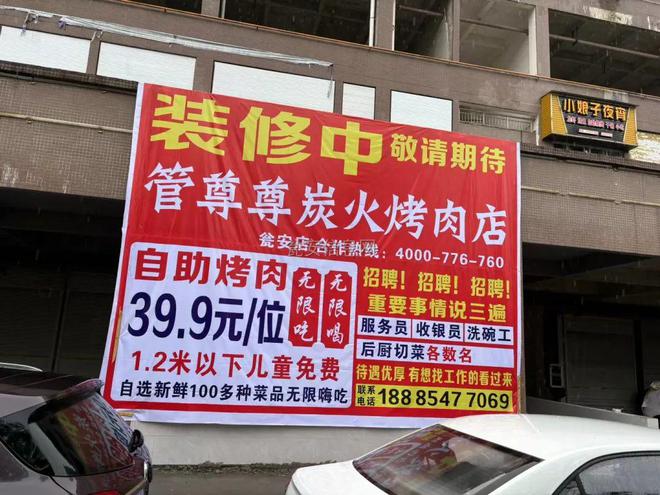 装修中 敬请期待
管尊尊炭火烤肉店
瓮安店 合作热线：4000-776-760
自助烤肉
39.9元/位
无限吃
无限喝
1.2米以下儿童免费
自选新鲜100多种菜品无限嗨吃
招聘！招聘！招聘！
重要事情说三遍
服务员 收银员 洗碗工
后厨切菜各数名
待遇优厚 有想找工作的看过来
联系电话 188 8547 7069
小娘子夜宵